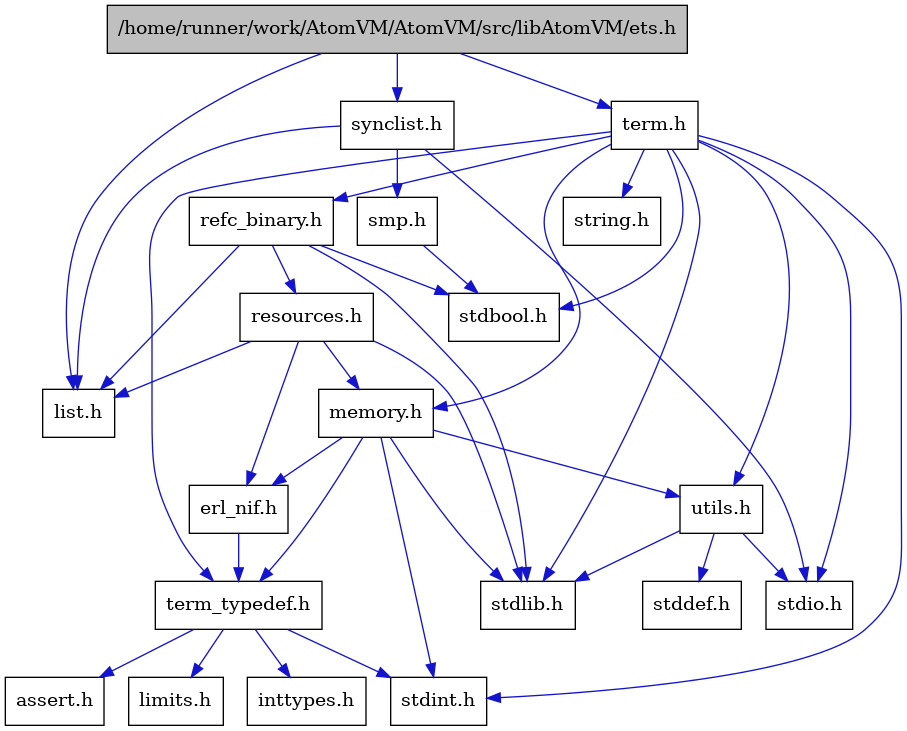 /home/runner/work/AtomVM/AtomVM/src/libAtomVM/ets.h
synclist.h
term.h
refc_binary.h
smp.h
string.h
resources.h
stdbool.h
list.h
memory.h
erl_nif.h
utils.h
term_typedef.h
stdlib.h
stddef.h
stdio.h
assert.h
limits.h
inttypes.h
stdint.h